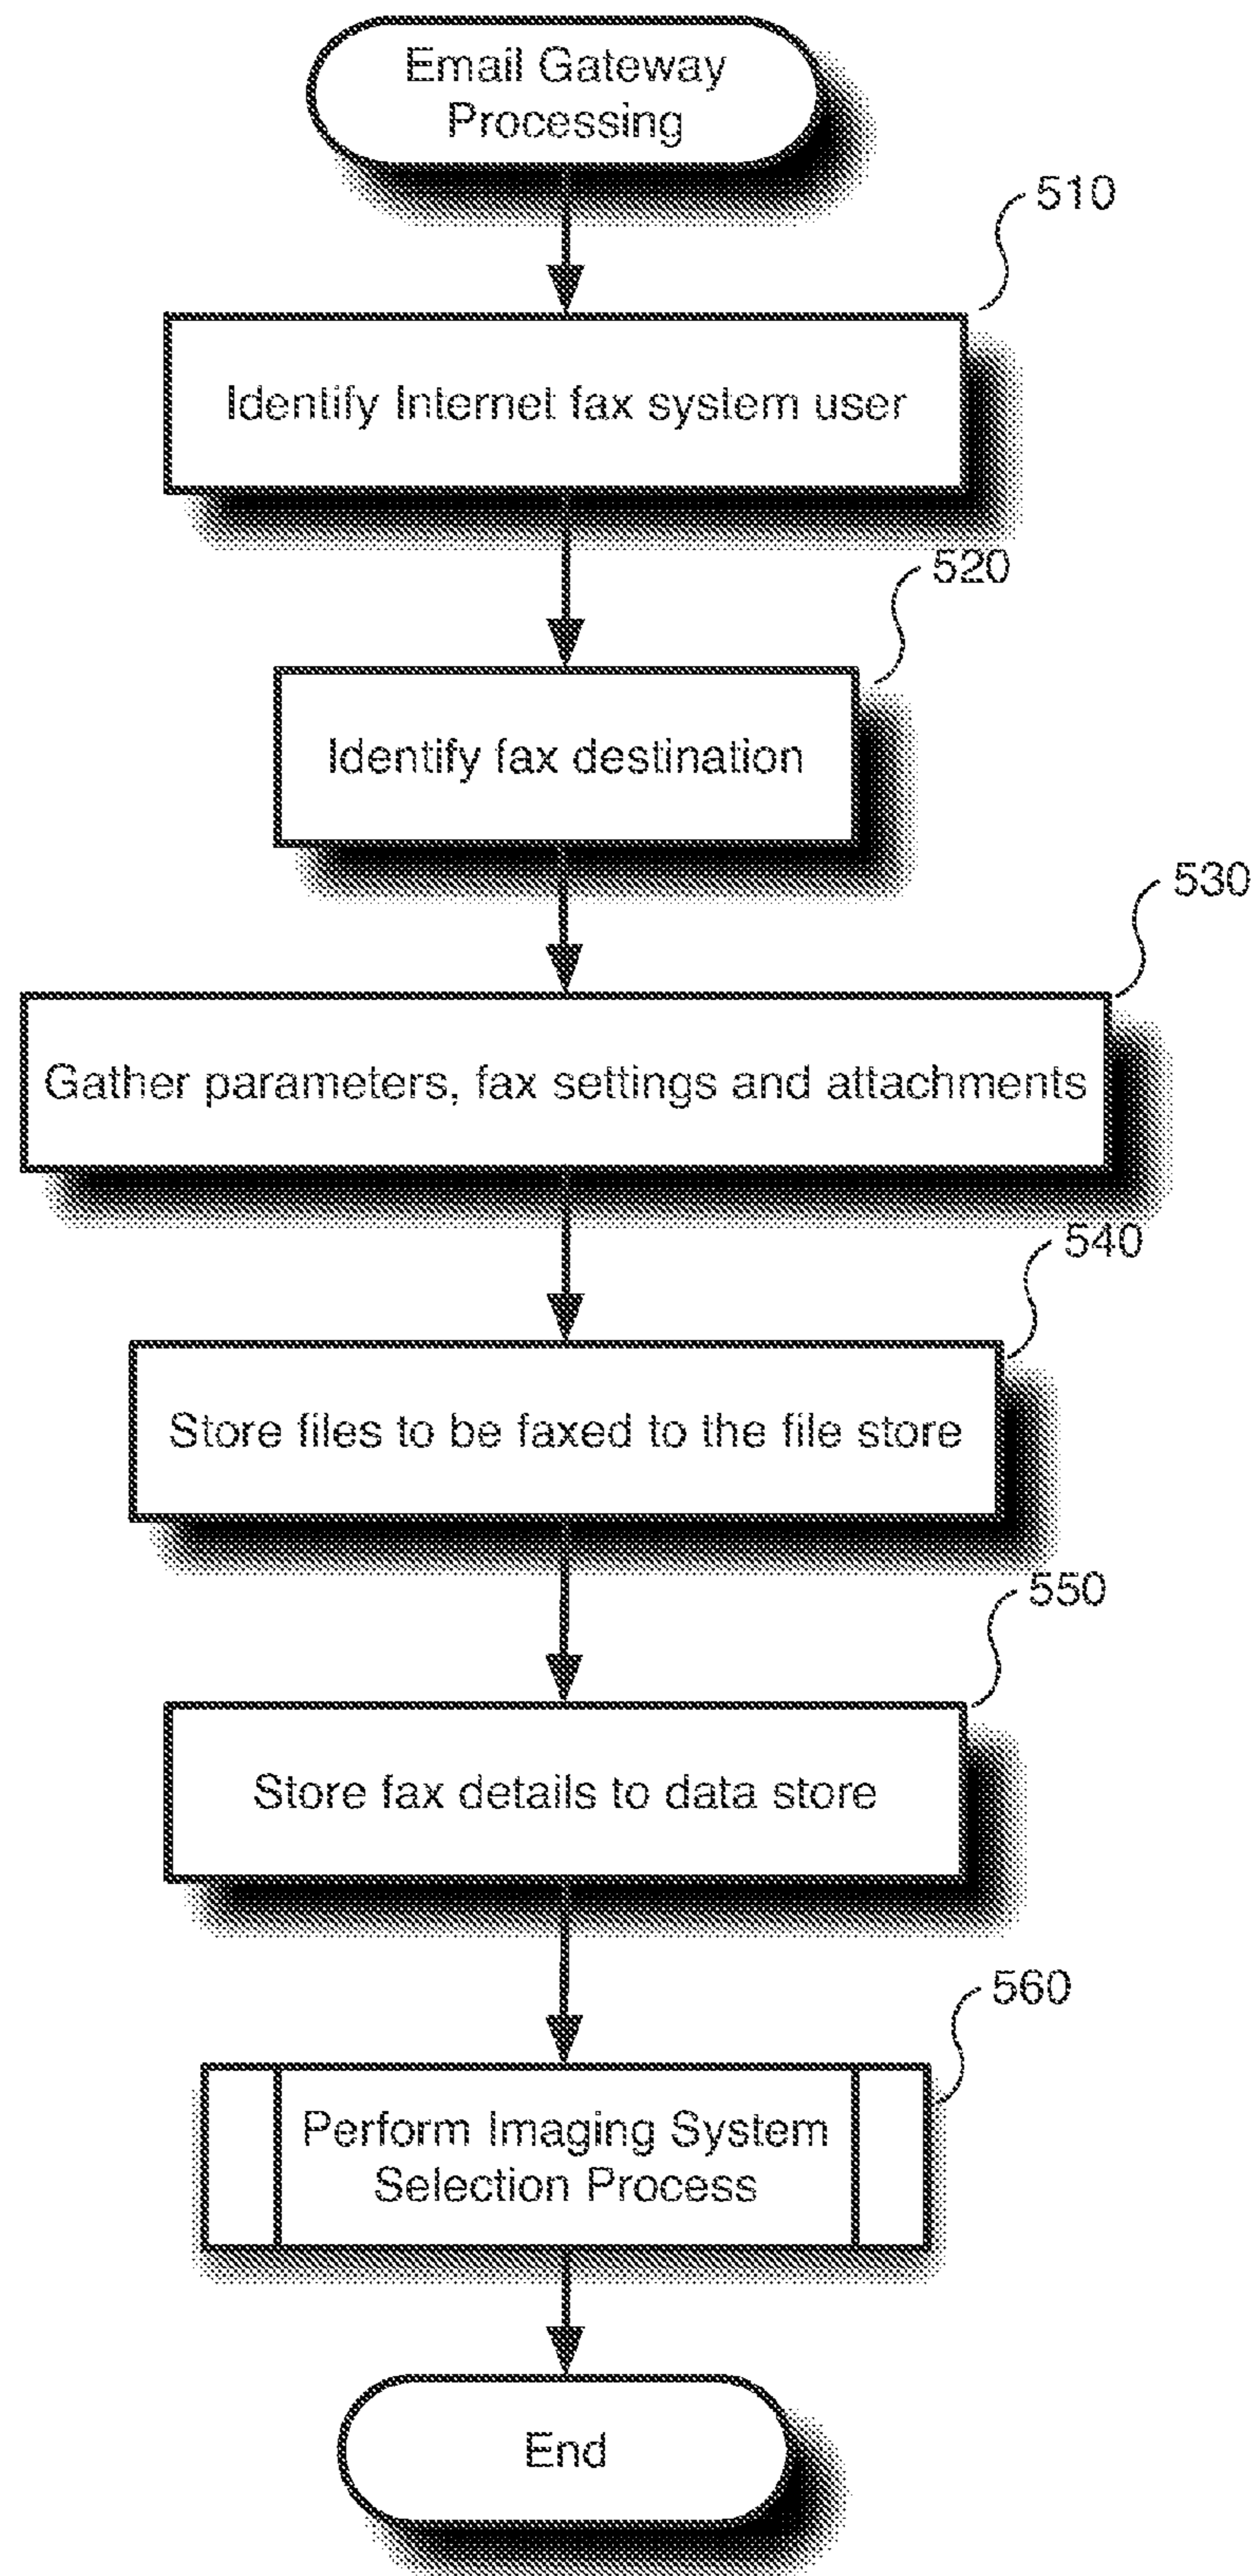 Email Gateway
Processing
510
Identify Internet fax system user
520
Identify fax destination
530
Gather parameters, fax settings and attachments
540
Store files to be faxed to the file store
550
Store fax details to data store
560
Perform Imaging System
Selection Process
End